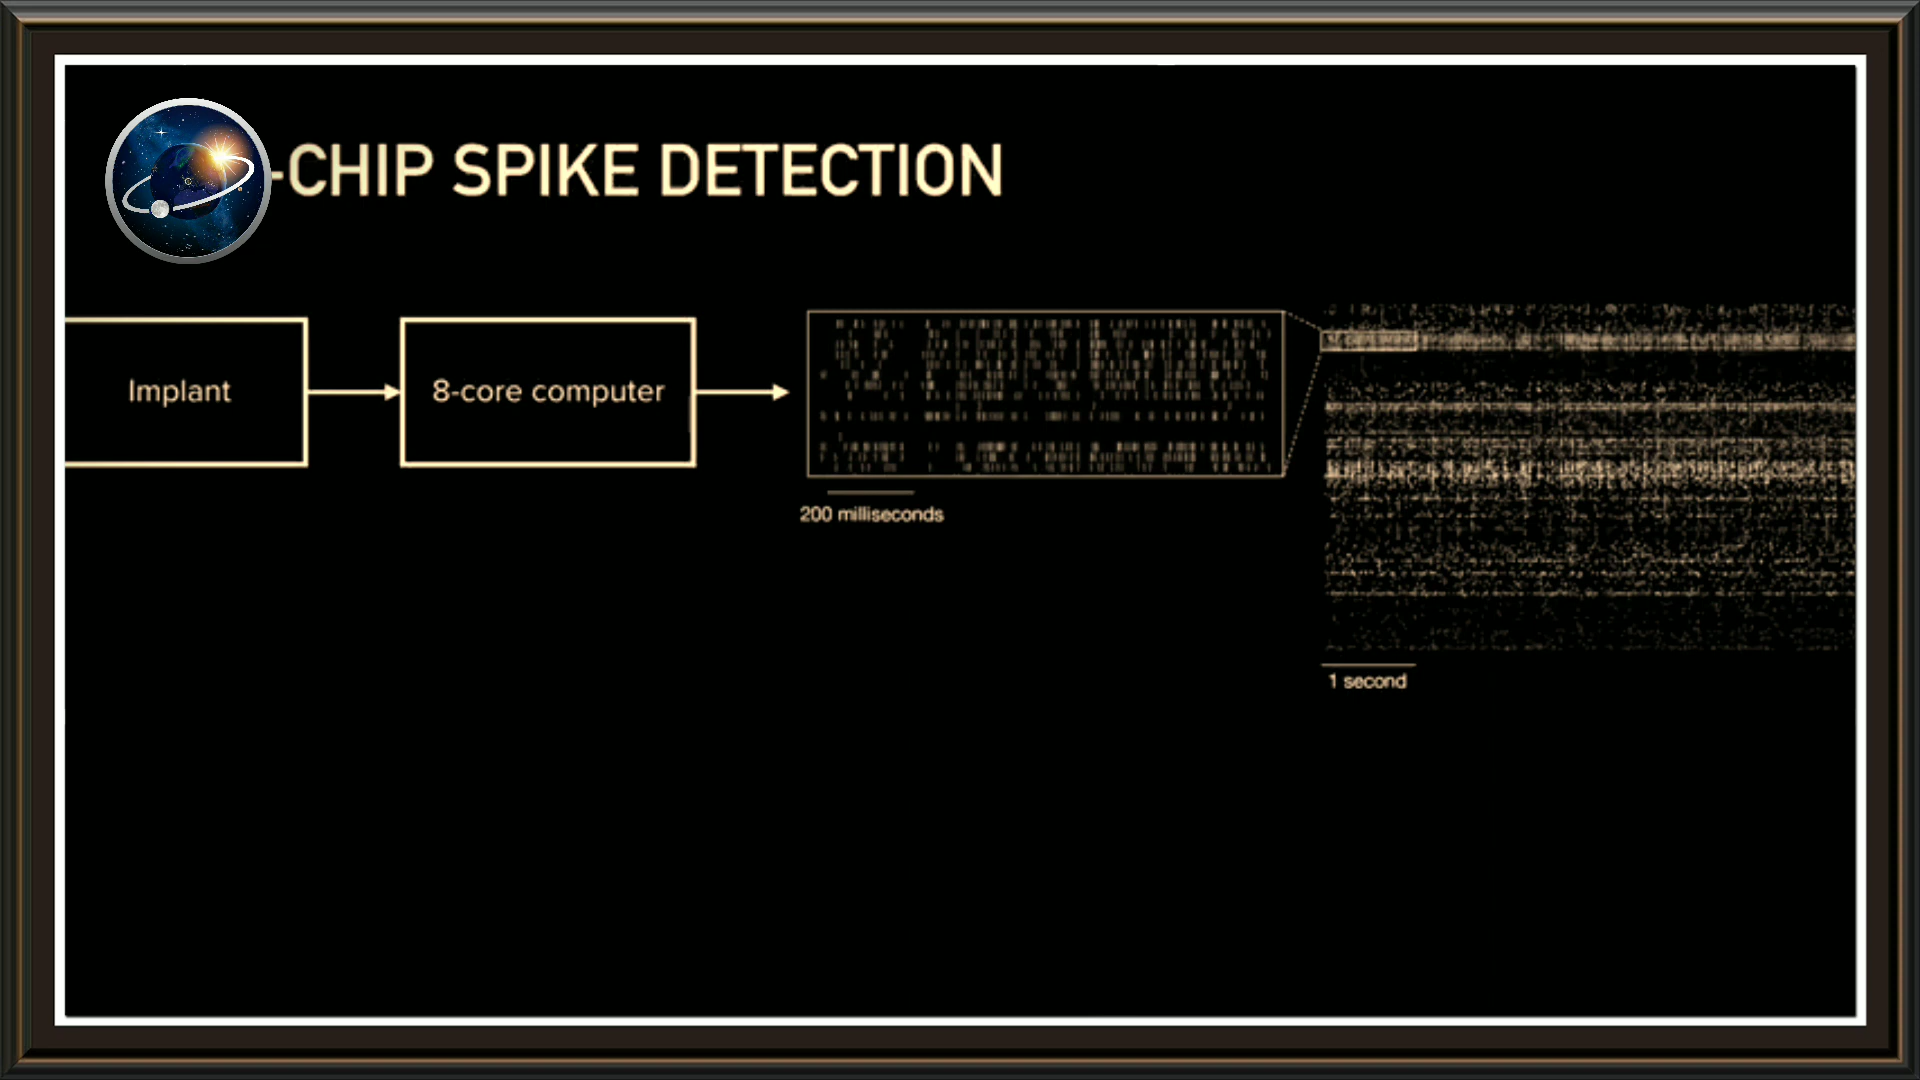 -CHIP SPIKE DETECTION
Implant
8-core computer
200 milliseconds
1 second